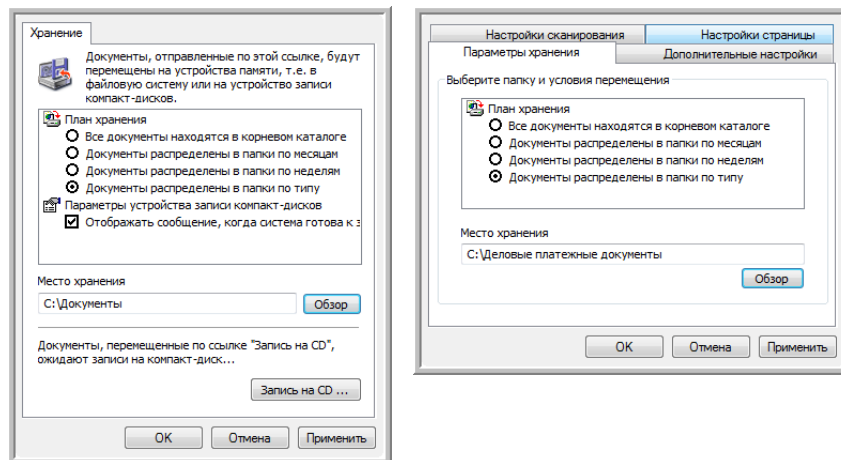 Хранение
Документы, отправленные по этой ссылке, будут
перемещены на устройства памяти, т.е. в
файловую систему или на устройство записи
компакт-дисков.
План хранения
Все документы находятся в корневом каталоге
Документы распределены в папки по месяцам
Документы распределены в папки по неделям
Документы распределены в папки по типу
Параметры устройства записи компакт-дисков
Отображать сообщение, когда система готова к з
Место хранения
C:\Документы
Обзор
Документы, перемещенные по ссылке "Запись на CD",
ожидают записи на компакт-диск...
Запись на CD ...
OK Отмена Применить
Настройки сканирования Настройки страницы
Параметры хранения Дополнительные настройки
Выберите папку и условия перемещения
План хранения
Все документы находятся в корневом каталоге
Документы распределены в папки по месяцам
Документы распределены в папки по неделям
Документы распределены в папки по типу
Место хранения
C:\Деловые платежные документы
Обзор
OK Отмена Применить